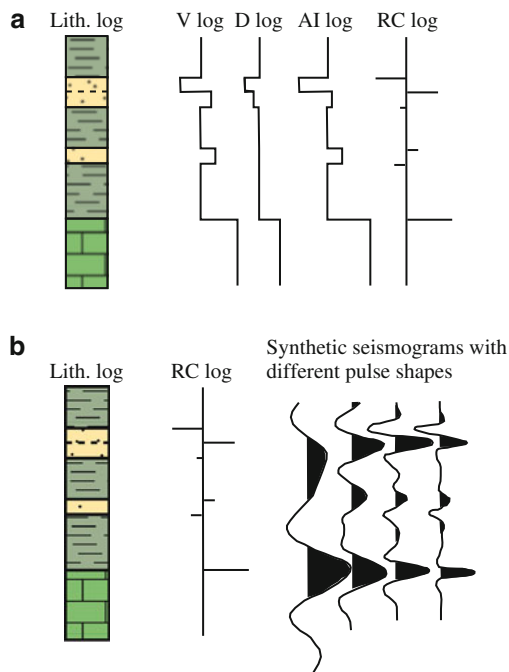 a
Lith. log V log D log AI log RC log
b
Synthetic seismograms with
different pulse shapes
Lith. log RC log